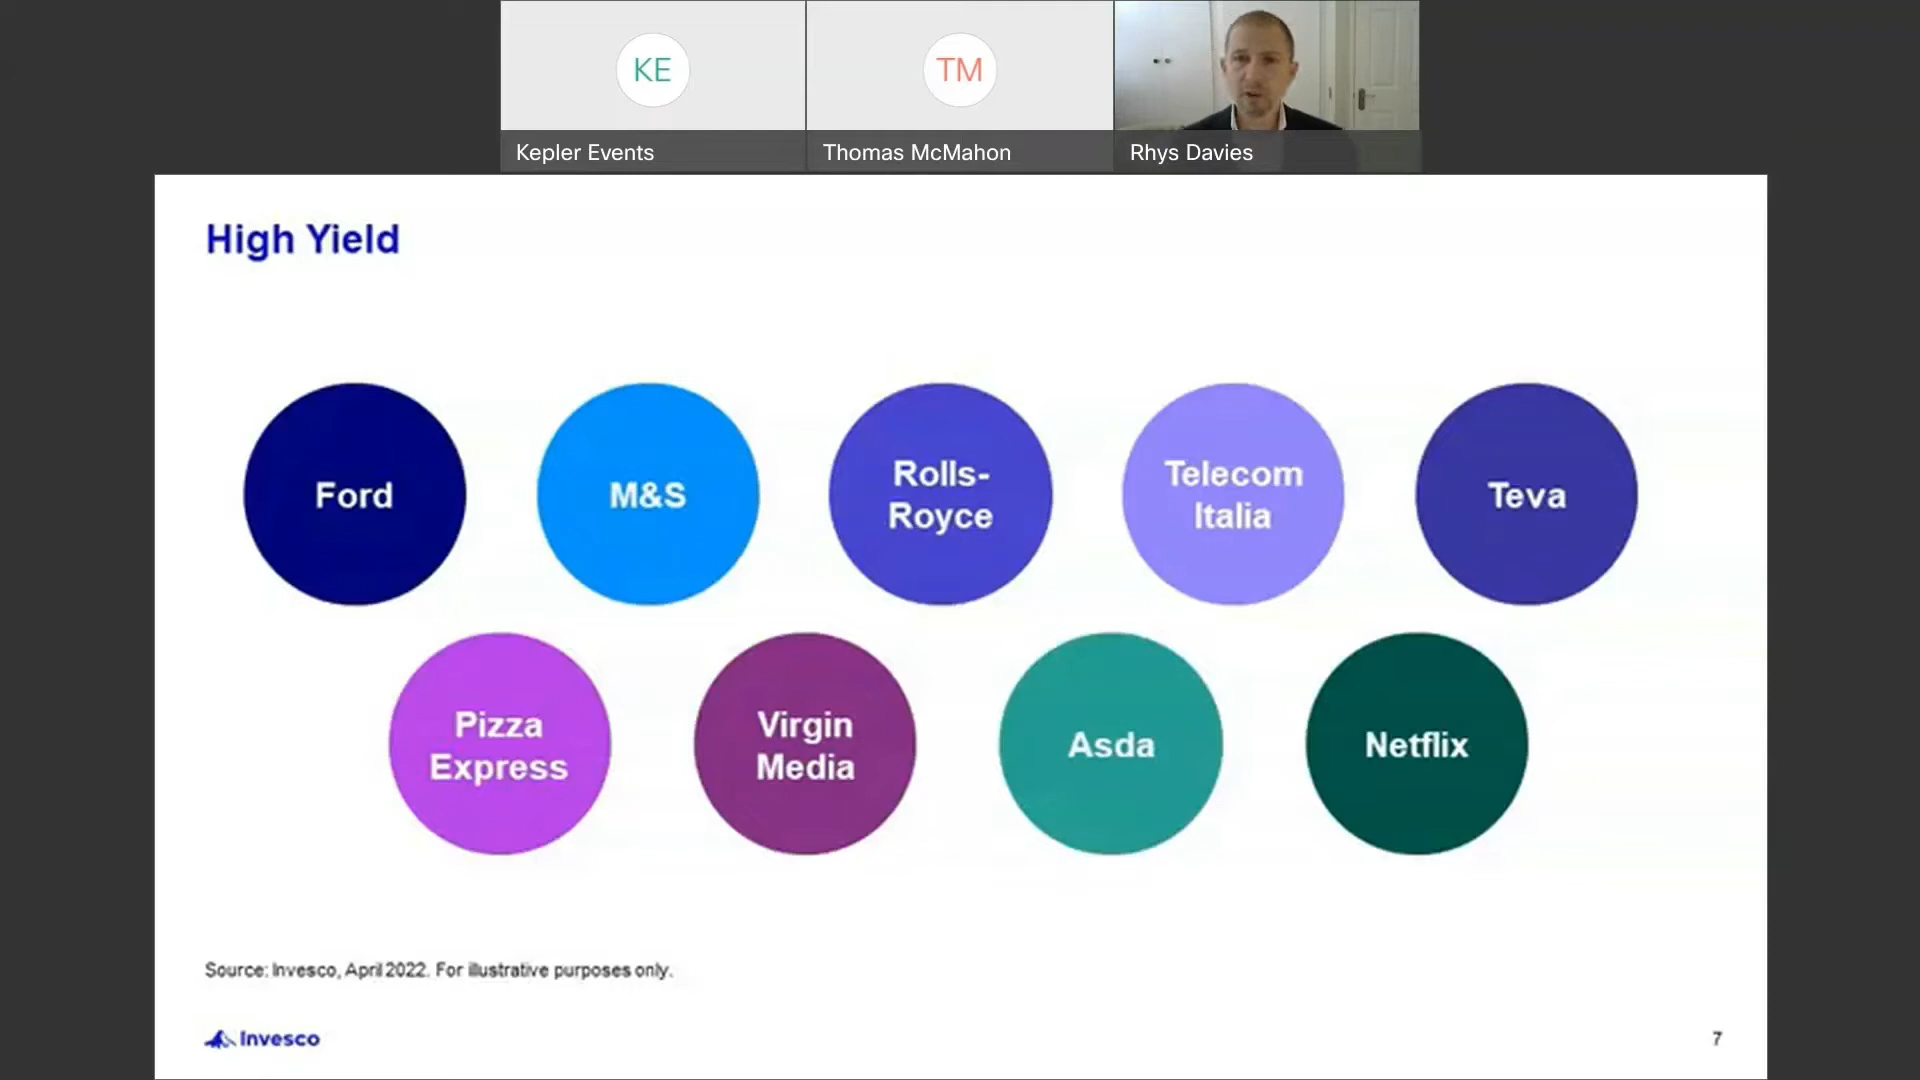 KE
TM
Kepler Events
Thomas McMahon
Rhys Davies
High Yield
Ford
M&S
Rolls-
Royce
Telecom
Italia
Teva
Pizza
Express
Virgin
Media
Asda
Netflix
Source: Invesco, April 2022. For illustrative purposes only.
Invesco
7